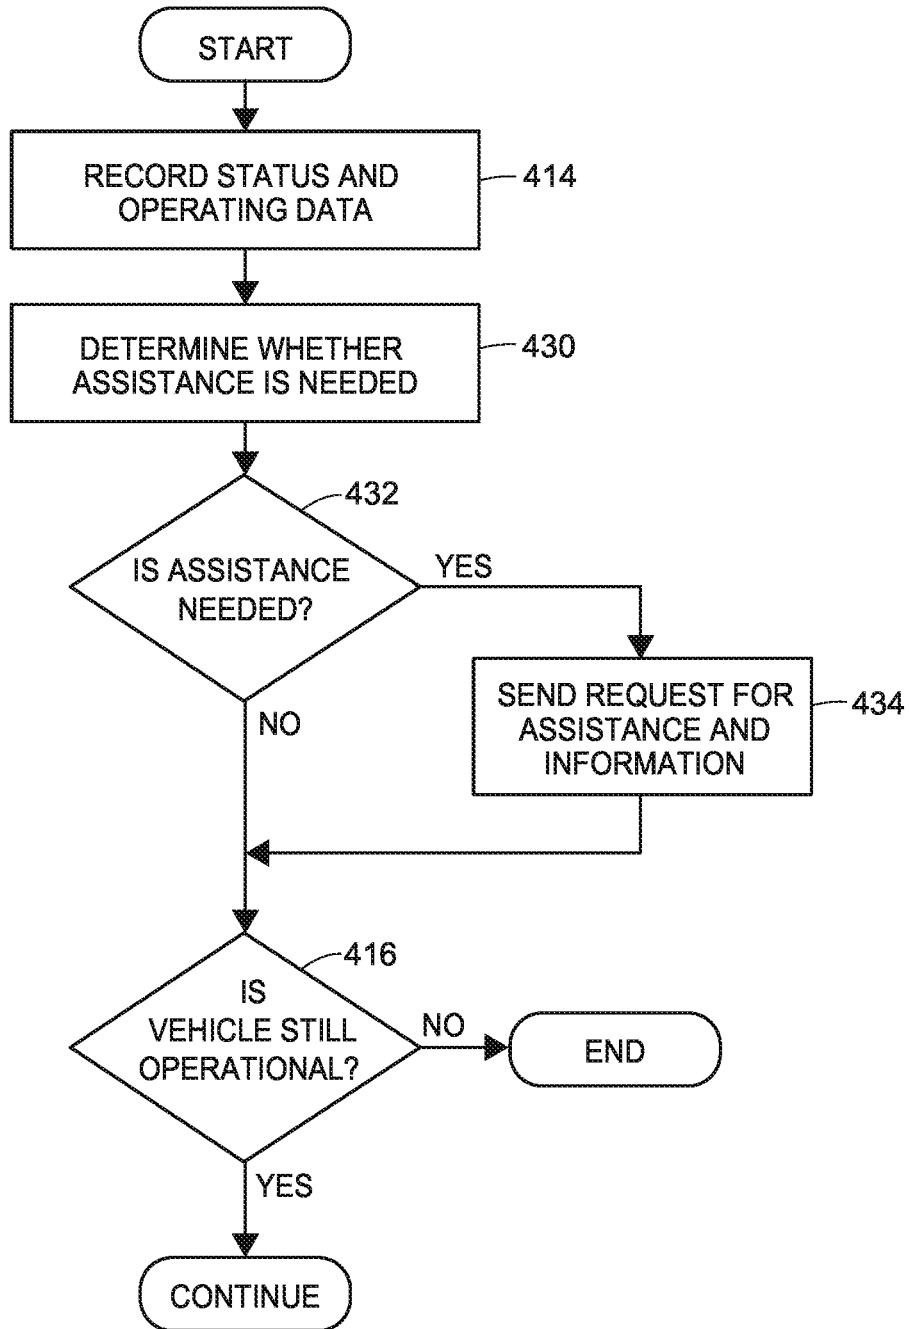 START
RECORD STATUS AND
OPERATING DATA
414
DETERMINE WHETHER
ASSISTANCE IS NEEDED
430
432
IS ASSISTANCE
NEEDED?
YES
NO
SEND REQUEST FOR
ASSISTANCE AND
INFORMATION
434
416
IS
VEHICLE STILL
OPERATIONAL?
NO
END
YES
CONTINUE